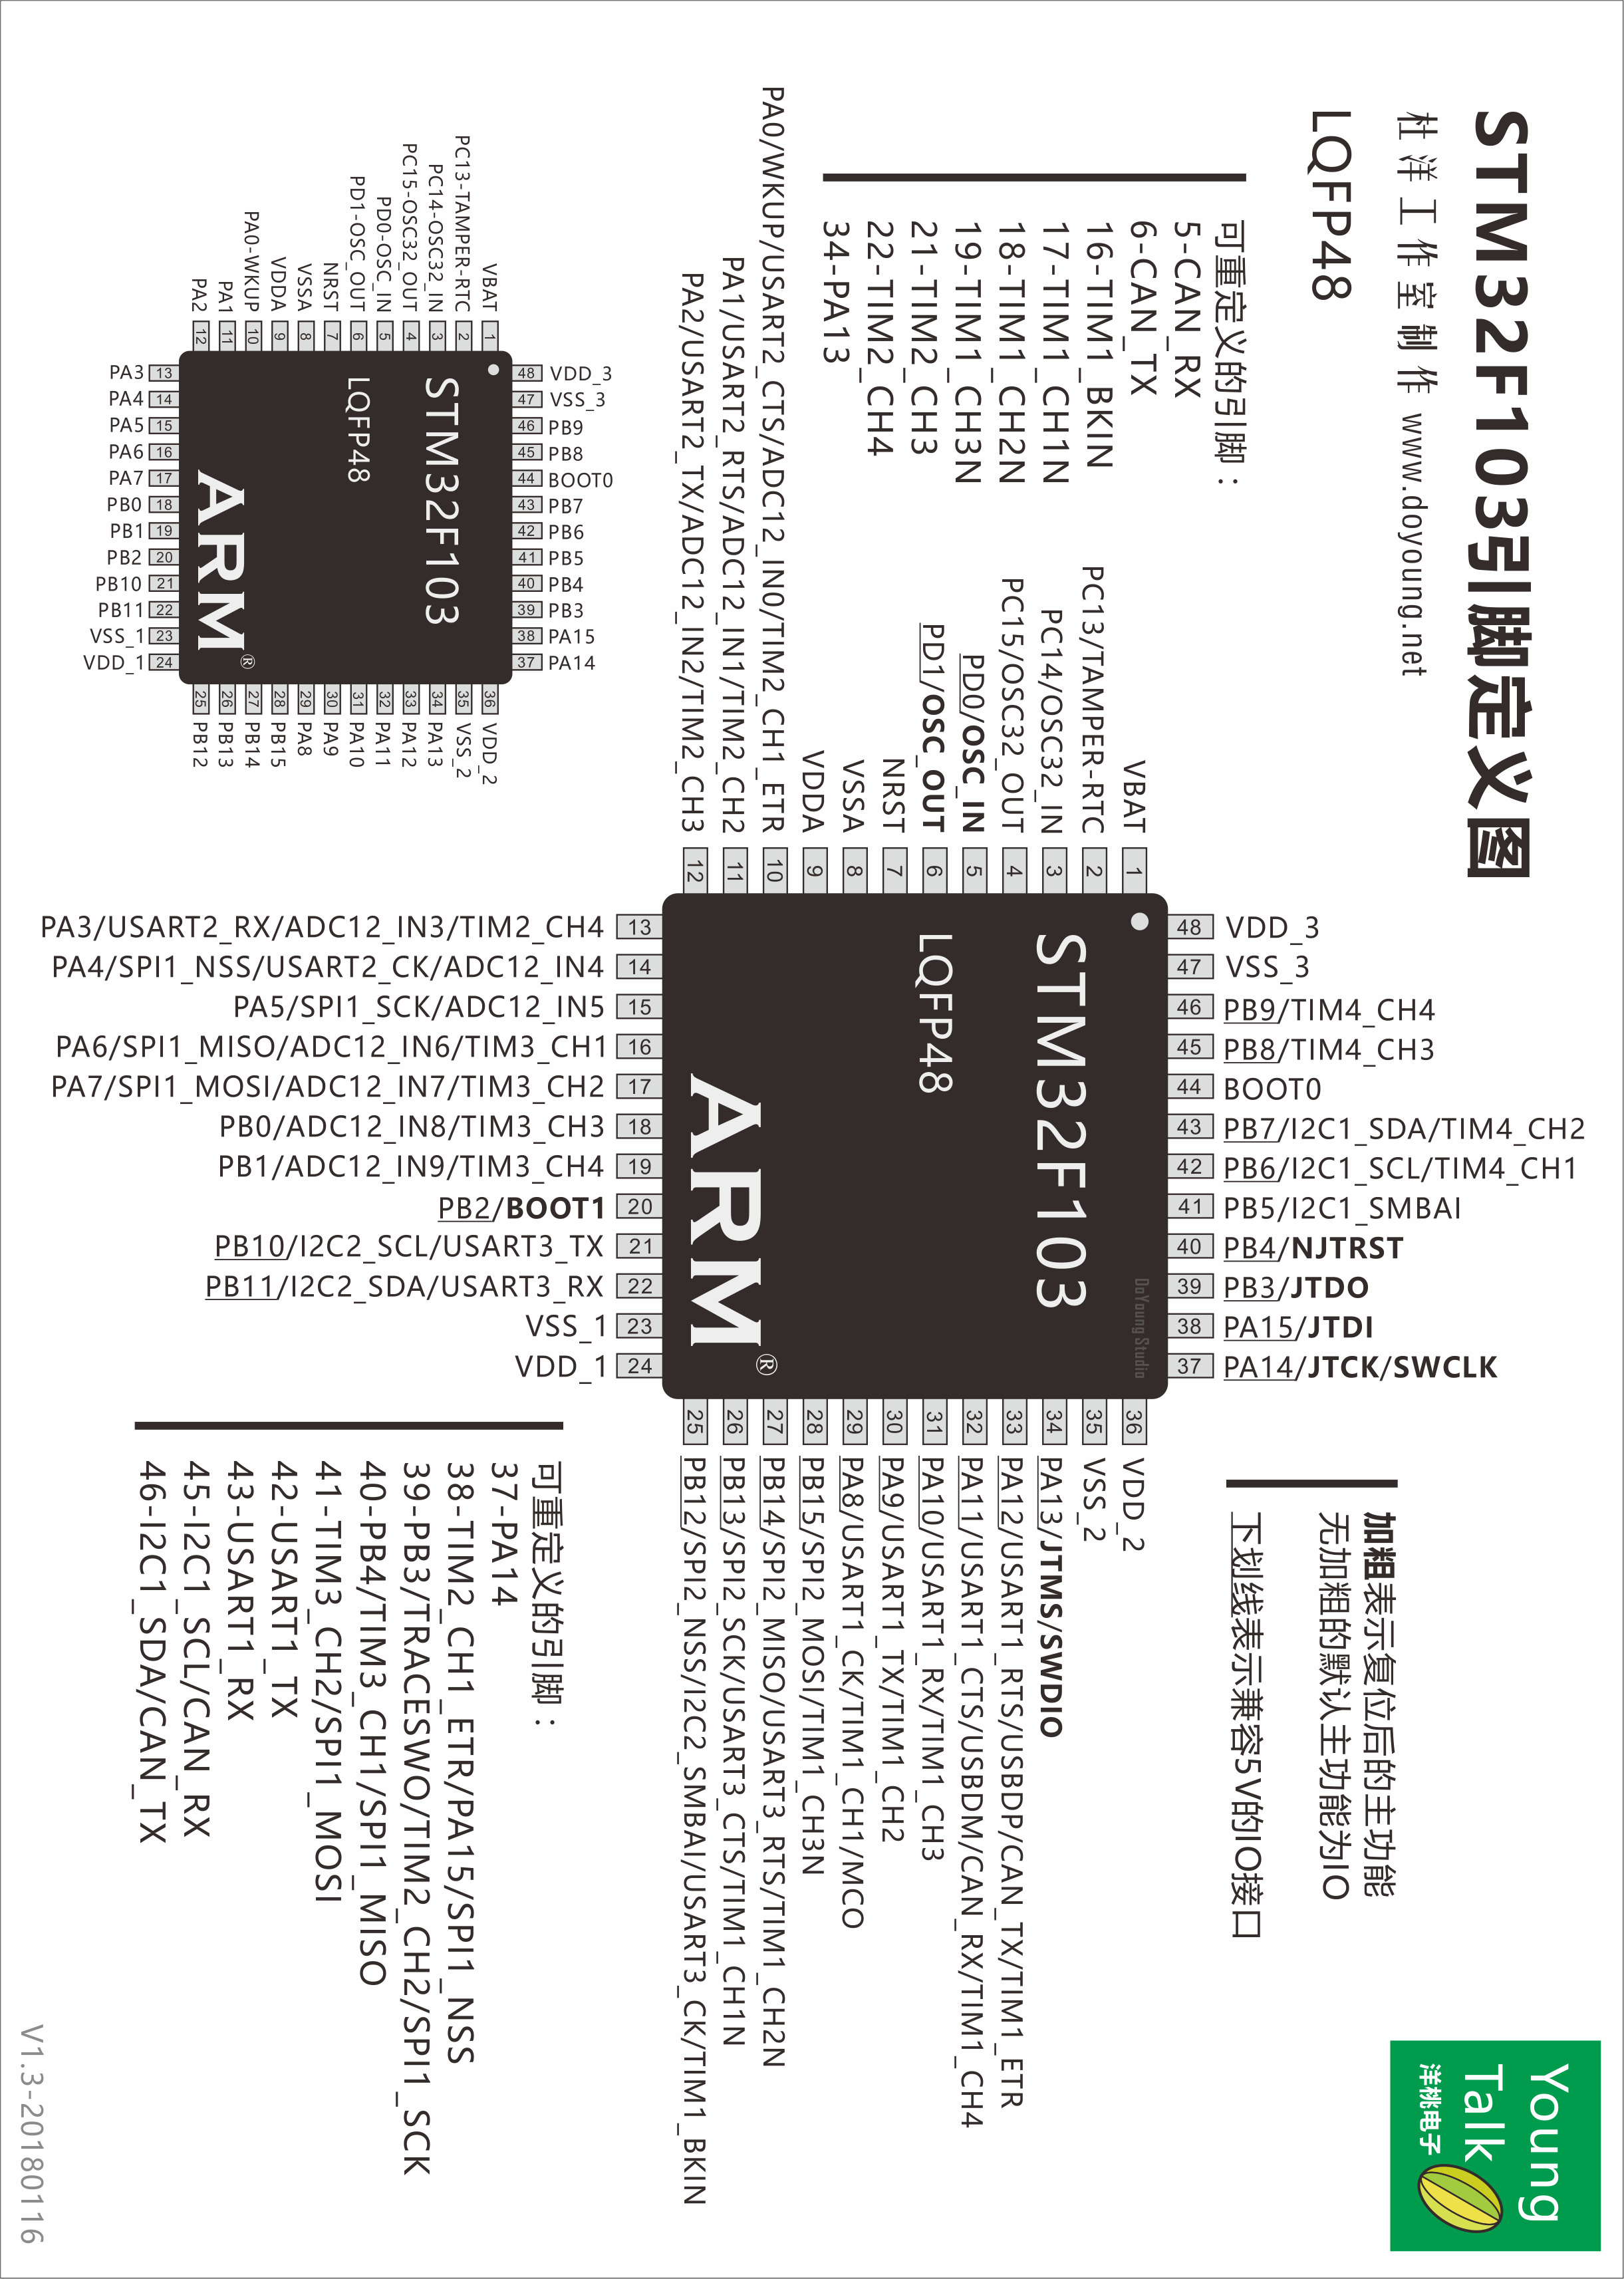 STM32F103引脚定义图
杜洋工作室制作 www.doyoung.net
LQFP48
Young
Talk
洋桃电子
可重定义的引脚：
5-CAN_RX
6-CAN_TX
16-TIM1_BKIN
17-TIM1_CH1N
18-TIM1_CH2N
19-TIM1_CH3N
21-TIM2_CH3
22-TIM2_CH4
34-PA13
加粗表示复位后的主功能
无加粗的默认主功能为IO
下划线表示兼容5V的IO接口
VBAT 1
PC13/TAMPER-RTC 2
PC14/OSC32_IN 3
PC15/OSC32_OUT 4
PD0/OSC_IN 5
PD1/OSC_OUT 6
NRST 7
VSSA 8
VDDA 9
PA0/WKUP/USART2_CTS/ADC12_IN0/TIM2_CH1_ETR 10
PA1/USART2_RTS/ADC12_IN1/TIM2_CH2 11
PA2/USART2_TX/ADC12_IN2/TIM2_CH3 12
PA3/USART2_RX/ADC12_IN3/TIM2_CH4 13
PA4/SPI1_NSS/USART2_CK/ADC12_IN4 14
PA5/SPI1_SCK/ADC12_IN5 15
PA6/SPI1_MISO/ADC12_IN6/TIM3_CH1 16
PA7/SPI1_MOSI/ADC12_IN7/TIM3_CH2 17
PB0/ADC12_IN8/TIM3_CH3 18
PB1/ADC12_IN9/TIM3_CH4 19
PB2/BOOT1 20
PB10/I2C2_SCL/USART3_TX 21
PB11/I2C2_SDA/USART3_RX 22
VSS_1 23
VDD_1 24
25 PB12/SPI2_NSS/I2C2_SMBAI/USART3_CK/TIM1_BKIN
26 PB13/SPI2_SCK/USART3_CTS/TIM1_CH1N
27 PB14/SPI2_MISO/USART3_RTS/TIM1_CH2N
28 PB15/SPI2_MOSI/TIM1_CH3N
29 PA8/USART1_CK/TIM1_CH1/MCO
30 PA9/USART1_TX/TIM1_CH2
31 PA10/USART1_RX/TIM1_CH3
32 PA11/USART1_CTS/USBDM/CAN_RX/TIM1_CH4
33 PA12/USART1_RTS/USBDP/CAN_TX/TIM1_ETR
34 PA13/JTMS/SWDIO
35 VSS_2
36 VDD_2
37 PA14/JTCK/SWCLK
38 PA15/JTDI
39 PB3/JTDO
40 PB4/NJTRST
41 PB5/I2C1_SMBAI
42 PB6/I2C1_SCL/TIM4_CH1
43 PB7/I2C1_SDA/TIM4_CH2
44 BOOT0
45 PB8/TIM4_CH3
46 PB9/TIM4_CH4
47 VSS_3
48 VDD_3
STM32F103
LQFP48
ARM®
DoYoung Studio
VBAT 1
PC13-TAMPER-RTC 2
PC14-OSC32_IN 3
PC15-OSC32_OUT 4
PD0-OSC_IN 5
PD1-OSC_OUT 6
NRST 7
VSSA 8
VDDA 9
PA0-WKUP 10
PA1 11
PA2 12
PA3 13
PA4 14
PA5 15
PA6 16
PA7 17
PB0 18
PB1 19
PB2 20
PB10 21
PB11 22
VSS_1 23
VDD_1 24
25 PB12
26 PB13
27 PB14
28 PB15
29 PA8
30 PA9
31 PA10
32 PA11
33 PA12
34 PA13
35 VSS_2
36 VDD_2
37 PA14
38 PA15
39 PB3
40 PB4
41 PB5
42 PB6
43 PB7
44 BOOT0
45 PB8
46 PB9
47 VSS_3
48 VDD_3
STM32F103
LQFP48
ARM®
可重定义的引脚：
37-PA14
38-TIM2_CH1_ETR/PA15/SPI1_NSS
39-PB3/TRACESWO/TIM2_CH2/SPI1_SCK
40-PB4/TIM3_CH1/SPI1_MISO
41-TIM3_CH2/SPI1_MOSI
42-USART1_TX
43-USART1_RX
45-I2C1_SCL/CAN_RX
46-I2C1_SDA/CAN_TX
V1.3-20180116